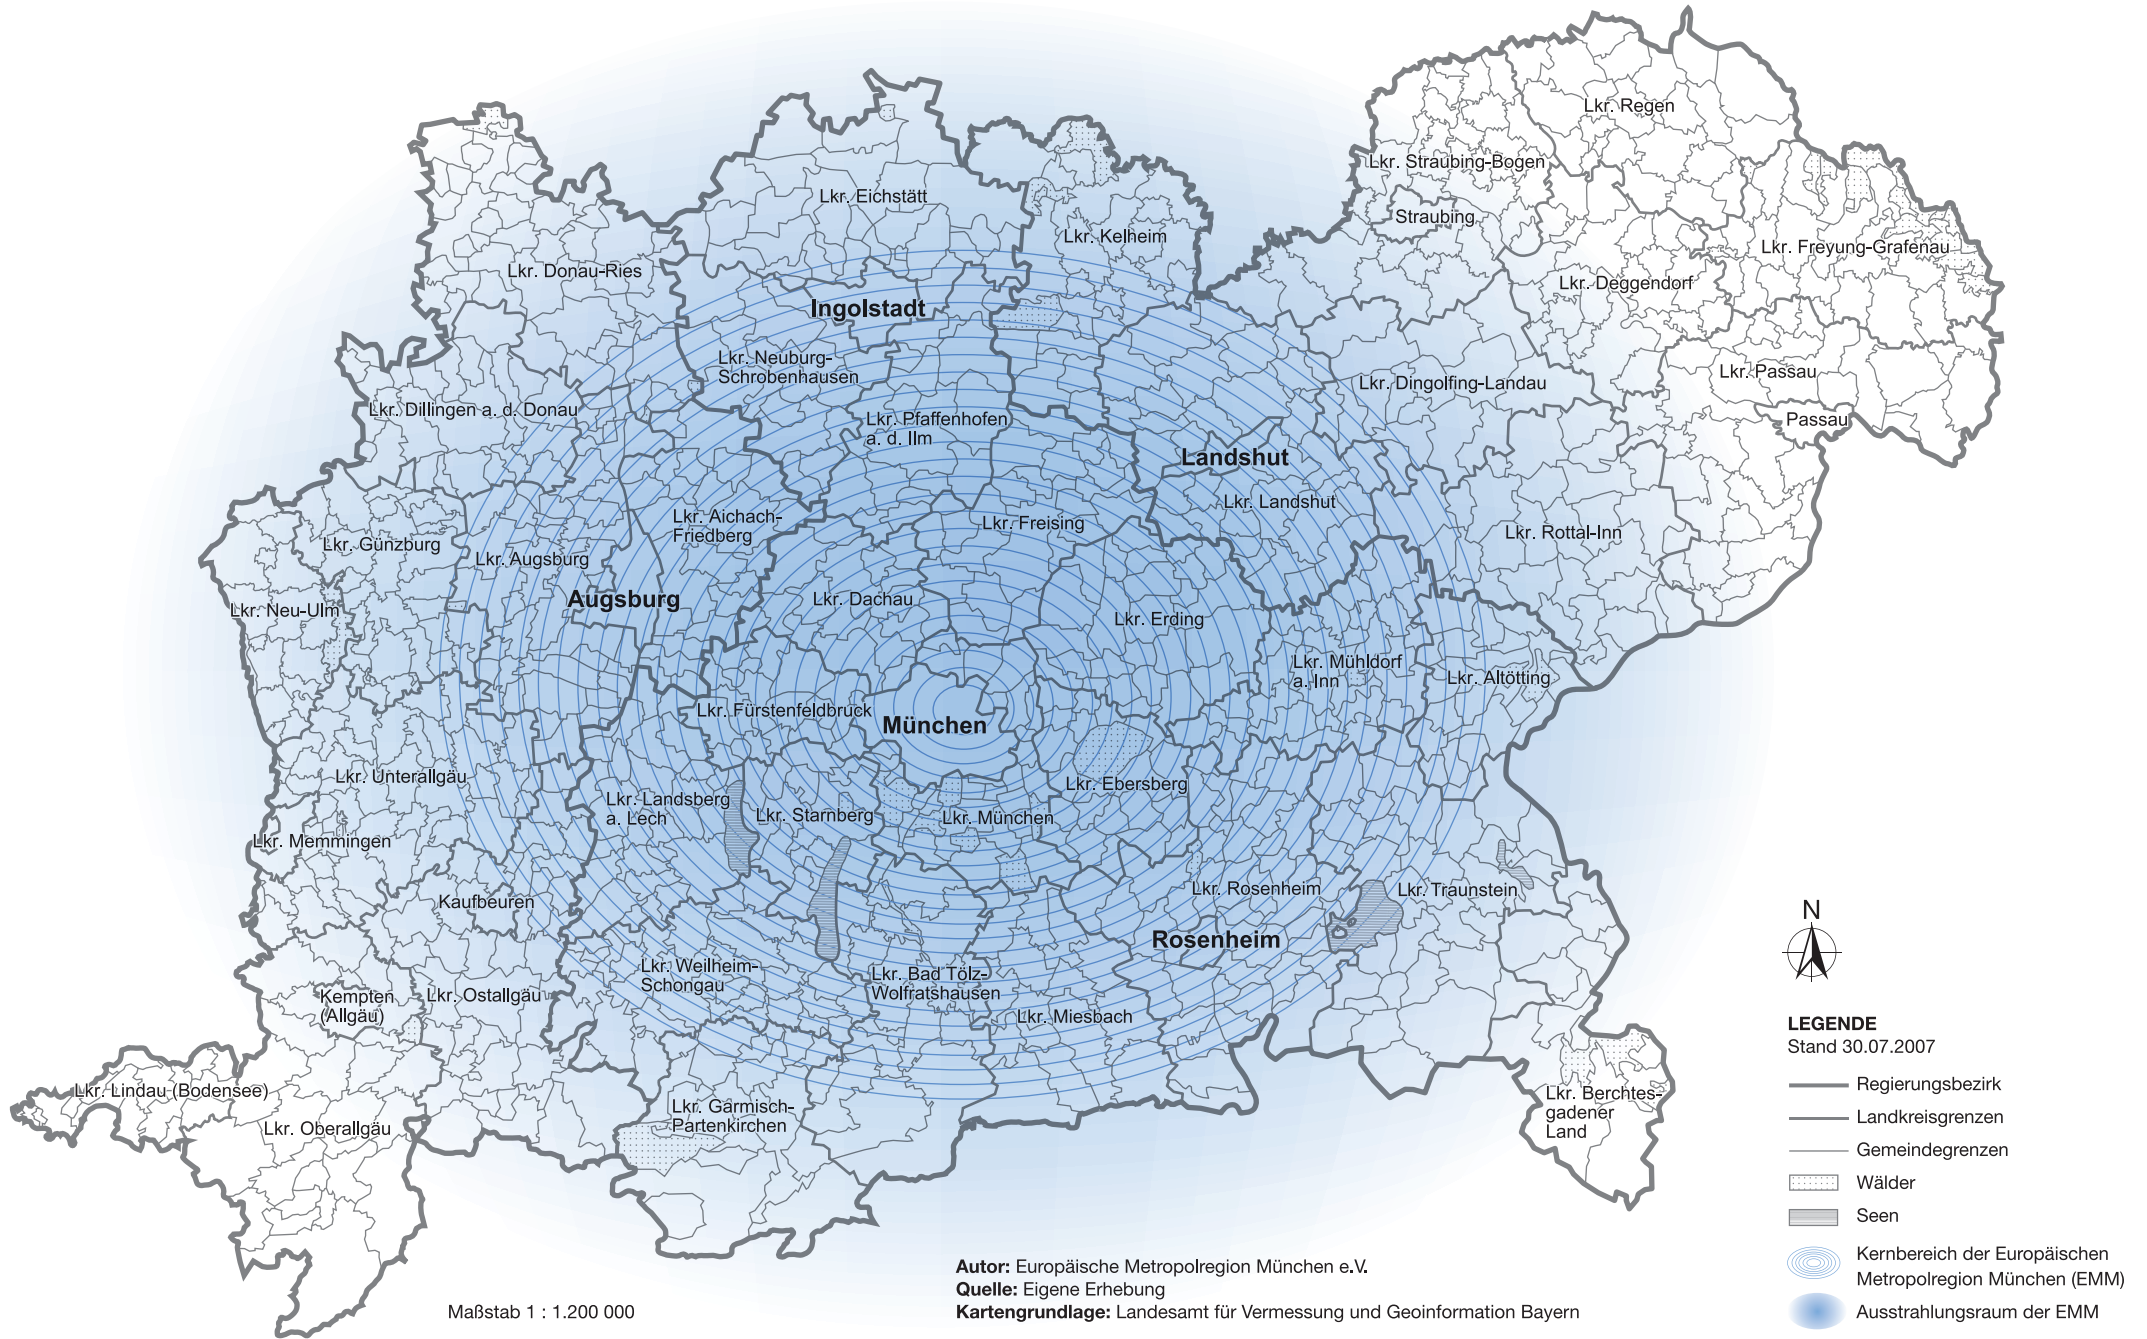 Lkr. Regen
Lkr. Straubing-Bogen
Lkr. Eichstätt
Straubing
Lkr. Kelheim
Lkr. Freyung-Grafenau
Lkr. Donau-Ries
Lkr. Deggendorf
Ingolstadt
Lkr. Neuburg-
Schrobenhausen
Lkr. Passau
Lkr. Dingolfing-Landau
Lkr. Dillingen a. d. Donau
Lkr. Pfaffenhofen
a. d. Ilm
Passau
Landshut
Lkr. Landshut
Lkr. Aichach-
Friedberg
Lkr. Freising
Lkr. Rottal-Inn
Lkr. Günzburg
Lkr. Augsburg
Augsburg
Lkr. Dachau
Lkr. Neu-Ulm
Lkr. Erding
Lkr. Mühldorf
a. Inn
Lkr. Altötting
Lkr. Fürstenfeldbruck
München
Lkr. Unterallgäu
Lkr. Ebersberg
Lkr. Landsberg
a. Lech
Lkr. Starnberg
Lkr. München
Lkr. Memmingen
Lkr. Rosenheim
Lkr. Traunstein
Kaufbeuren
Rosenheim
Lkr. Weilheim-
Schongau
Lkr. Bad Tölz-
Wolfratshausen
Kempten
(Allgäu)
Lkr. Ostallgäu
Lkr. Miesbach
Lkr. Lindau (Bodensee)
Lkr. Berchtes-
gadener
Land
Lkr. Garmisch-
Partenkirchen
Lkr. Oberallgäu
N
LEGENDE
Stand 30.07.2007
Regierungsbezirk
Landkreisgrenzen
Gemeindegrenzen
Wälder
Seen
Kernbereich der Europäischen
Metropolregion München (EMM)
Ausstrahlungsraum der EMM
Autor: Europäische Metropolregion München e.V.
Quelle: Eigene Erhebung
Kartengrundlage: Landesamt für Vermessung und Geoinformation Bayern
Maßstab 1 : 1.200 000